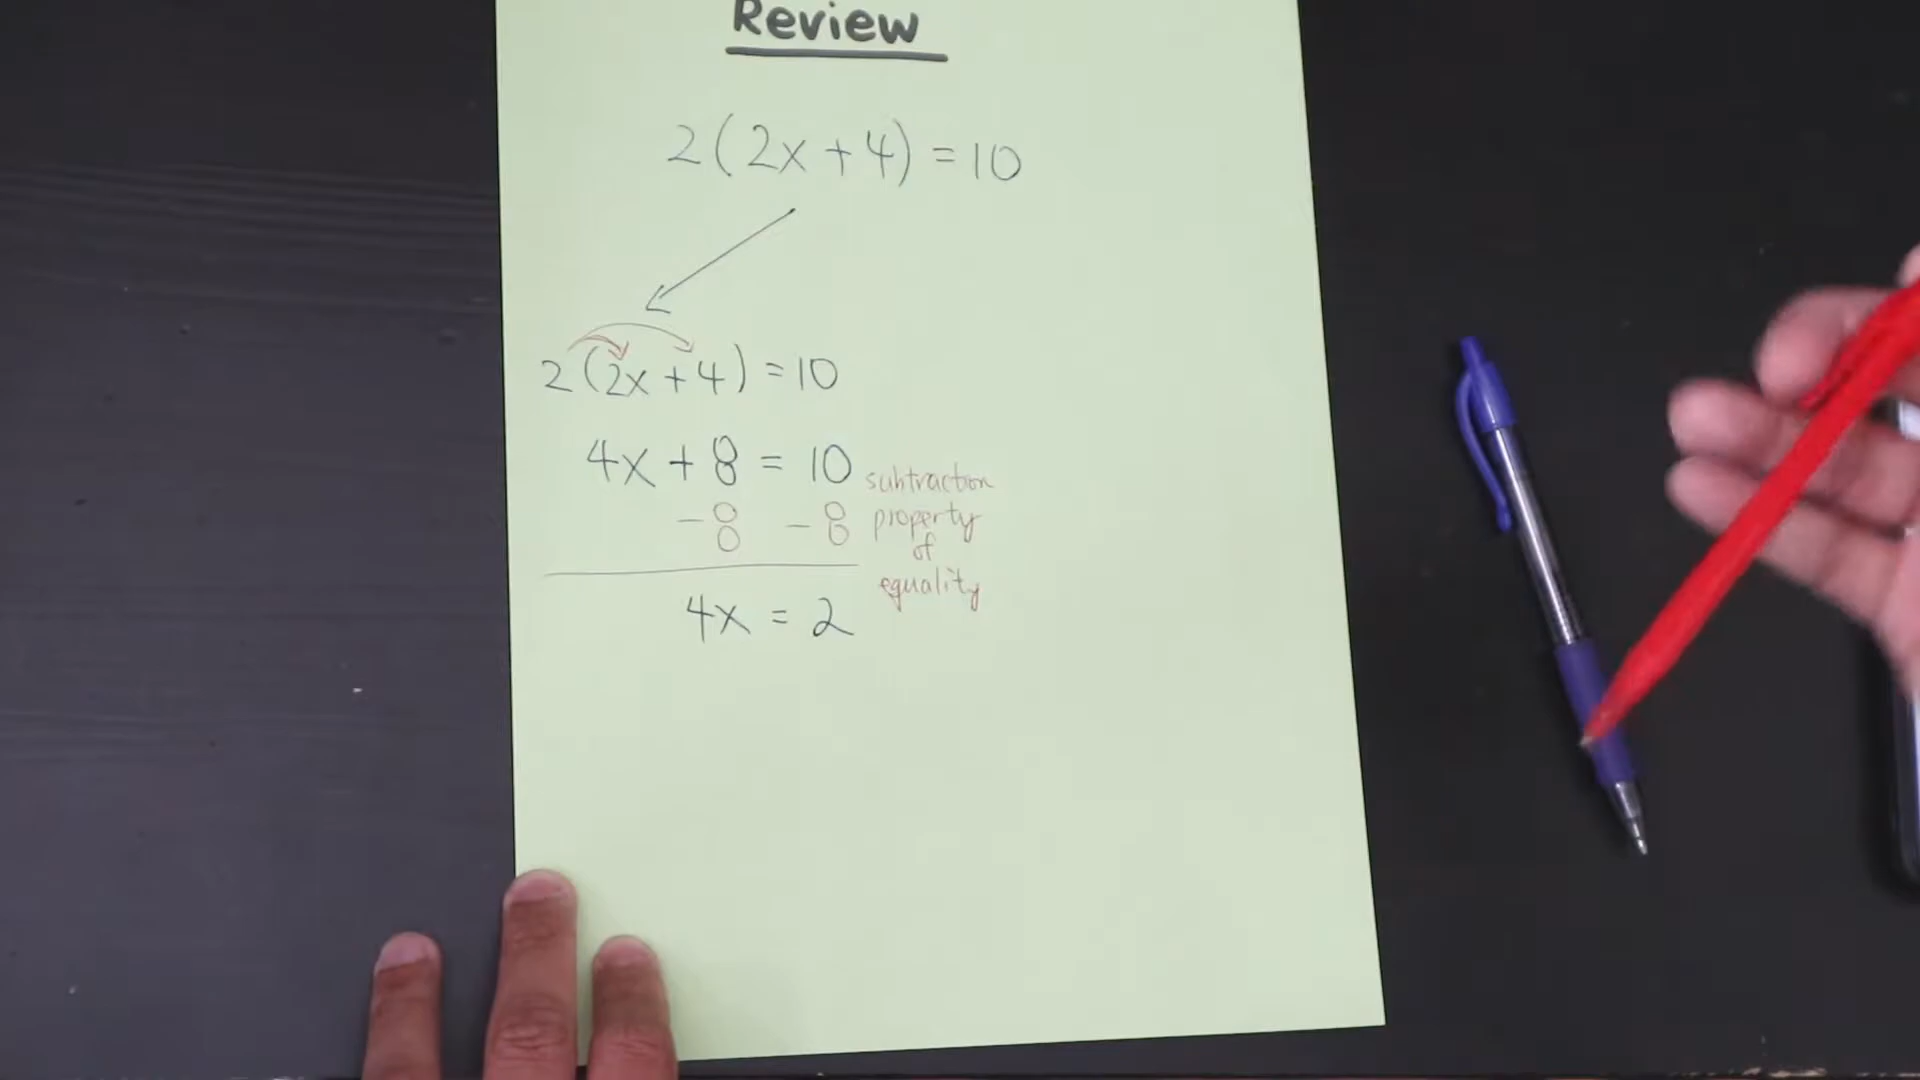 Review
2(2x+4)=10
2(2x+4)=10
4x+8=10
-8 -8
4x=2
subtraction
property
of
equality